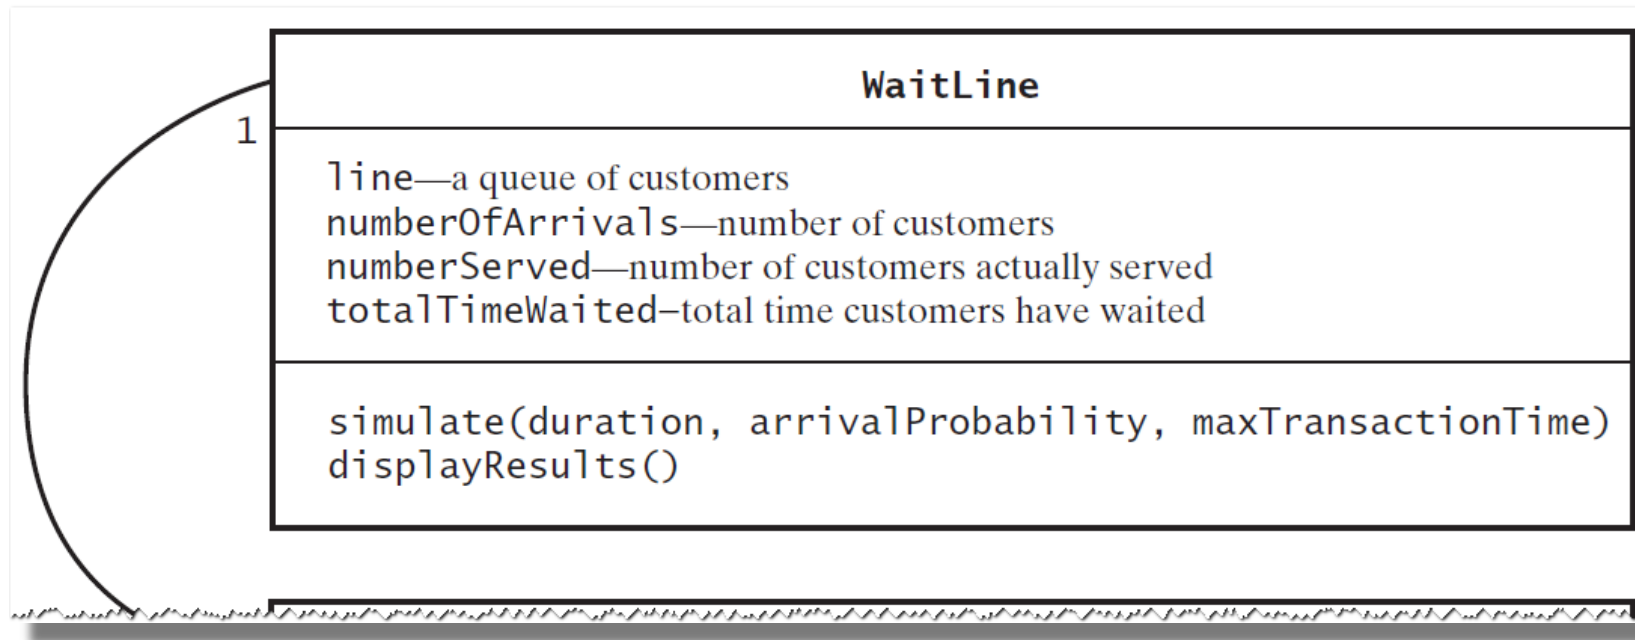 WaitLine
1
line—a queue of customers
numberOfArrivals—number of customers
numberServed—number of customers actually served
totalTimeWaited–total time customers have waited
simulate(duration, arrivalProbability, maxTransactionTime)
displayResults()